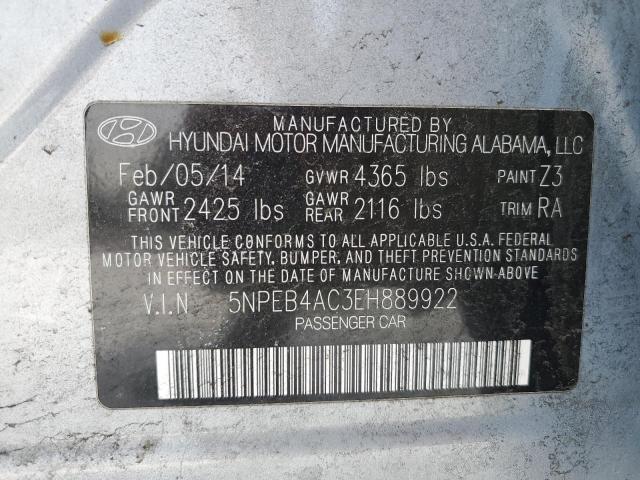 MANUFACTURED BY
HYUNDAI MOTOR MANUFACTURING ALABAMA, LLC
Feb/05/14 GVWR 4365 lbs PAINT Z3
GAWR FRONT 2425 lbs GAWR REAR 2116 lbs TRIM RA
THIS VEHICLE CONFORMS TO ALL APPLICABLE U.S.A. FEDERAL
MOTOR VEHICLE SAFETY, BUMPER, AND THEFT PREVENTION STANDARDS
IN EFFECT ON THE DATE OF MANUFACTURE SHOWN-ABOVE
V.I.N 5NPEB4AC3EH889922
PASSENGER CAR